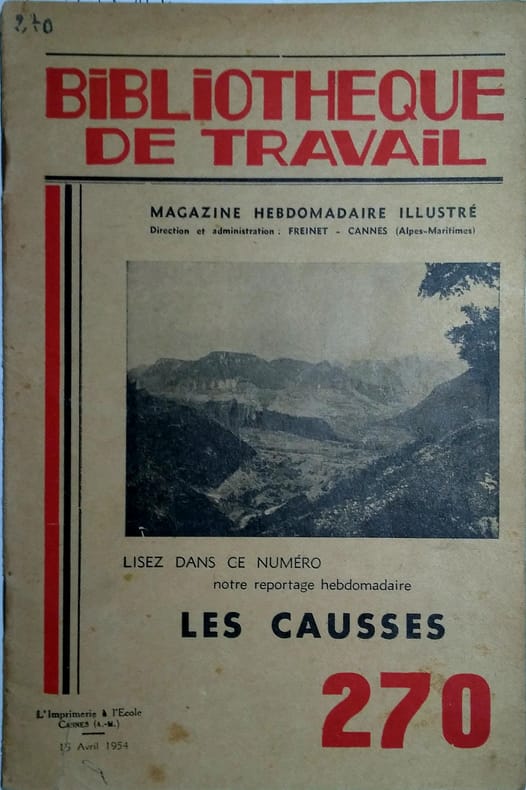 270
BiBLiOTHEQUE
DE TRAVAiL
MAGAZINE HEBDOMADAIRE ILLUSTRÉ
Direction et administration : FREINET - CANNES (Alpes-Maritimes)
LISEZ DANS CE NUMÉRO
notre reportage hebdomadaire
LES CAUSSES
270
L'Imprimerie à l'Ecole
CANNES (A.-M.)
15 Avril 1954